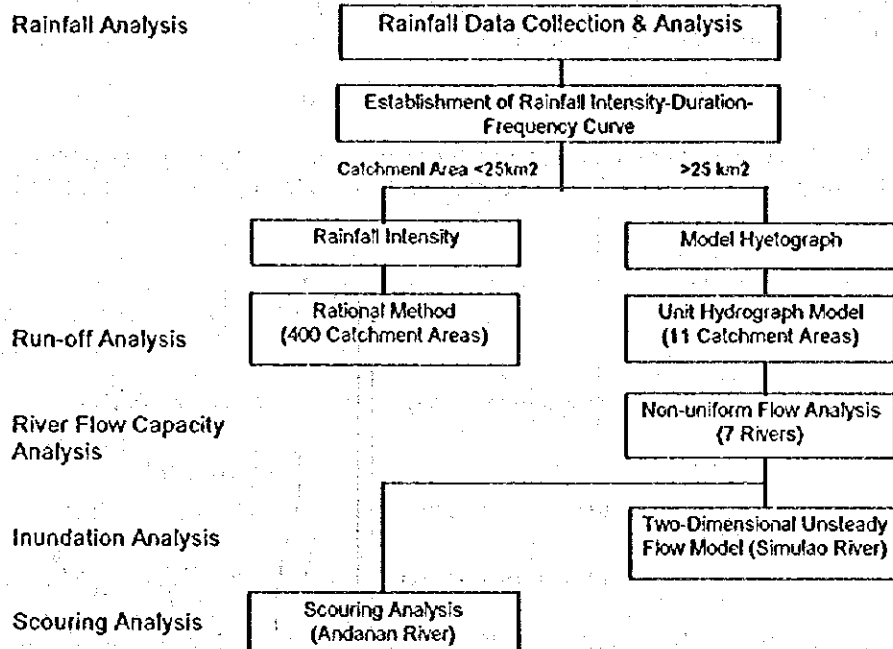 Rainfall Analysis
Rainfall Data Collection & Analysis
Establishment of Rainfall Intensity-Duration-
Frequency Curve
Catchment Area <25km2
>25 km2
Rainfall Intensity
Model Hyetograph
Run-off Analysis
Rational Method
(400 Catchment Areas)
Unit Hydrograph Model
(11 Catchment Areas)
River Flow Capacity
Analysis
Non-uniform Flow Analysis
(7 Rivers)
Inundation Analysis
Two-Dimensional Unsteady
Flow Model (Simulao River)
Scouring Analysis
Scouring Analysis
(Andanan River)